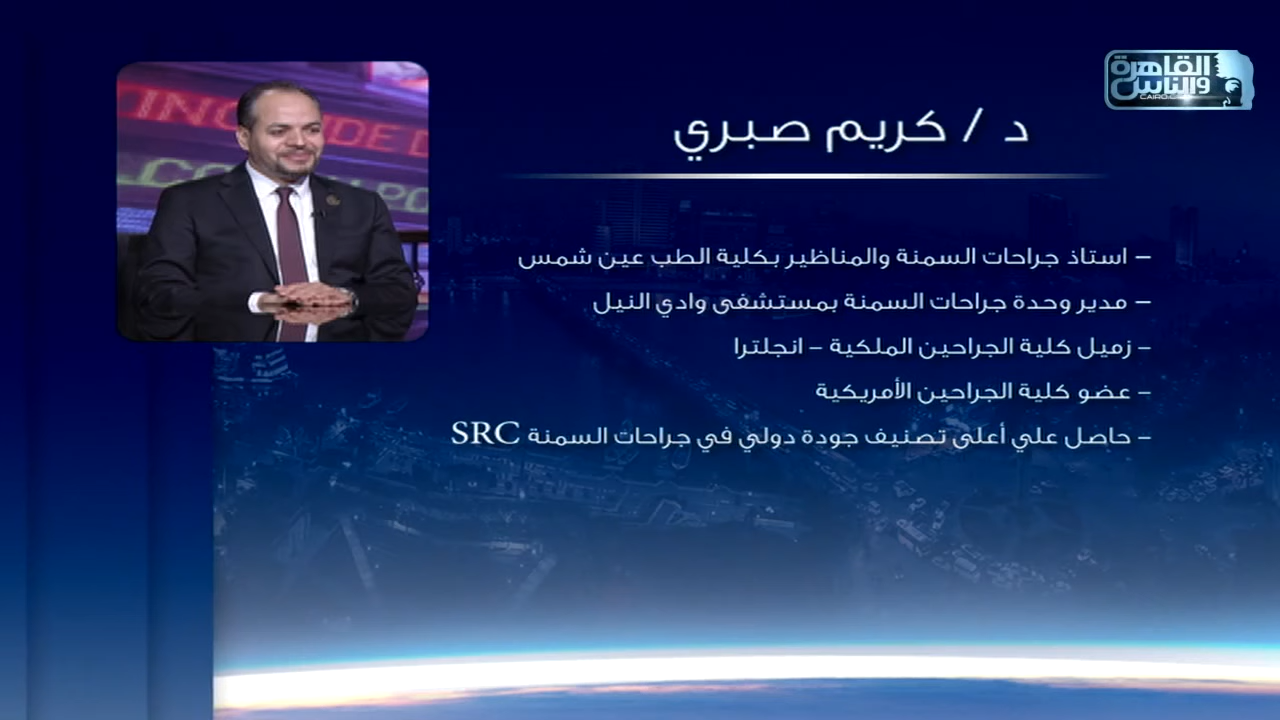 القاهرة
والناس
د / كريم صبري
– استاذ جراحات السمنة والمناظير بكلية الطب عين شمس
– مدير وحدة جراحات السمنة بمستشفى وادي النيل
– زميل كلية الجراحين الملكية – انجلترا
– عضو كلية الجراحين الأمريكية
– حاصل علي أعلى تصنيف جودة دولي في جراحات السمنة SRC